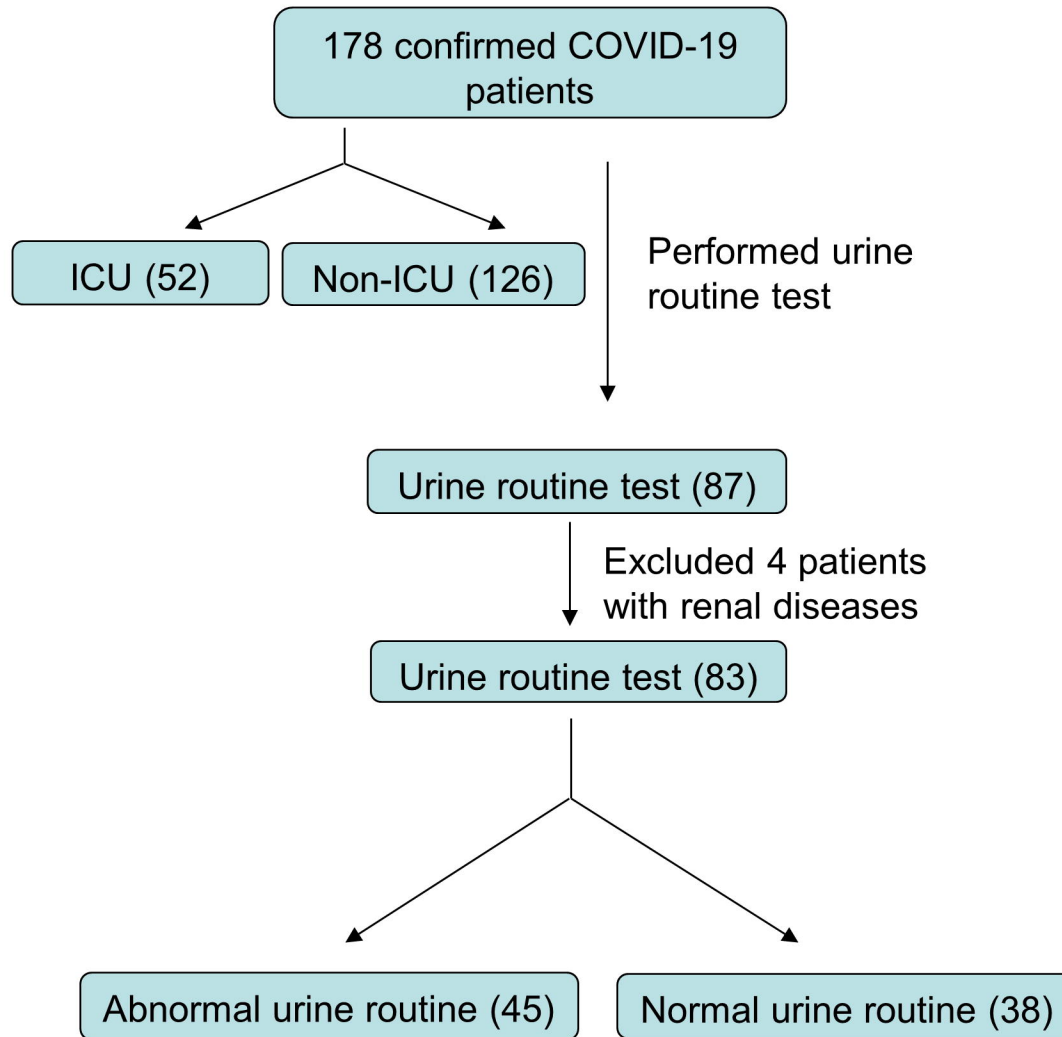 178 confirmed COVID-19
patients
ICU (52)
Non-ICU (126)
Performed urine
routine test
Urine routine test (87)
Excluded 4 patients
with renal diseases
Urine routine test (83)
Abnormal urine routine (45)
Normal urine routine (38)